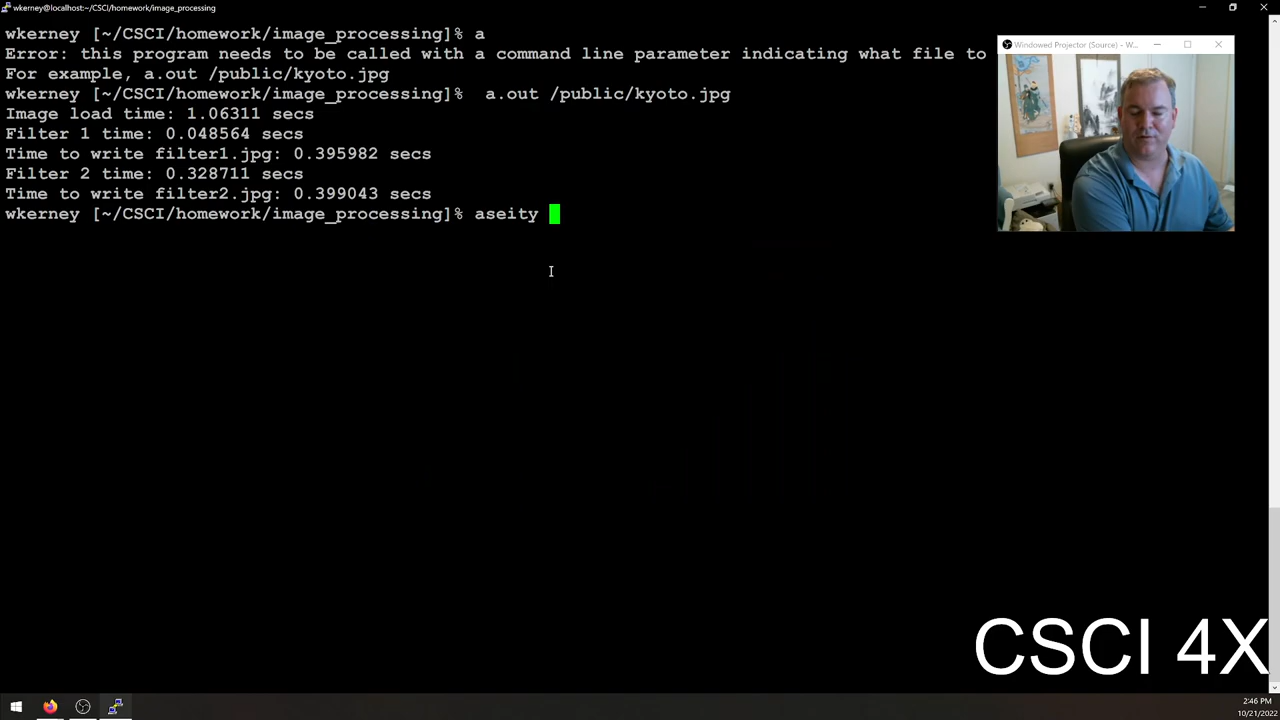 wkerney@localhost:~/CSCI/homework/image_processing
wkerney [~/CSCI/homework/image_processing]% a
Error: this program needs to be called with a command line parameter indicating what file to
For example, a.out /public/kyoto.jpg
wkerney [~/CSCI/homework/image_processing]%  a.out /public/kyoto.jpg
Image load time: 1.06311 secs
Filter 1 time: 0.048564 secs
Time to write filter1.jpg: 0.395982 secs
Filter 2 time: 0.328711 secs
Time to write filter2.jpg: 0.399043 secs
wkerney [~/CSCI/homework/image_processing]% aseity
Windowed Projector (Source) - W...
CSCI 4X
2:46 PM
10/21/2022